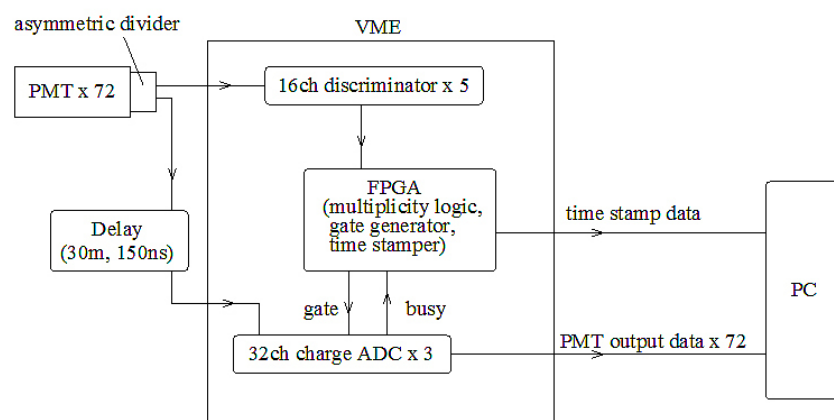 asymmetric divider
VME
PMT x 72
16ch discriminator x 5
FPGA
(multiplicity logic,
gate generator,
time stamper)
time stamp data
Delay
(30m, 150ns)
PC
gate
busy
32ch charge ADC x 3
PMT output data x 72